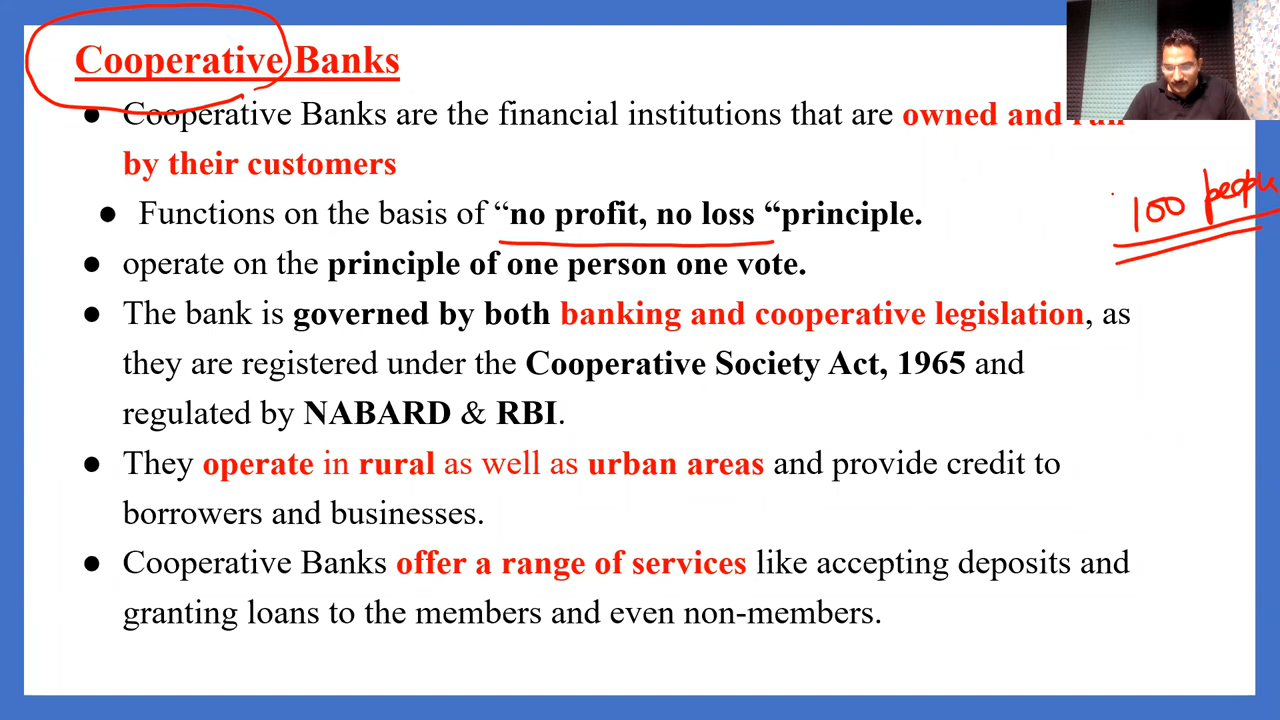 Cooperative Banks
● Cooperative Banks are the financial institutions that are owned and run
by their customers
● Functions on the basis of “no profit, no loss “principle.
100 people
● operate on the principle of one person one vote.
● The bank is governed by both banking and cooperative legislation, as
they are registered under the Cooperative Society Act, 1965 and
regulated by NABARD & RBI.
● They operate in rural as well as urban areas and provide credit to
borrowers and businesses.
● Cooperative Banks offer a range of services like accepting deposits and
granting loans to the members and even non-members.